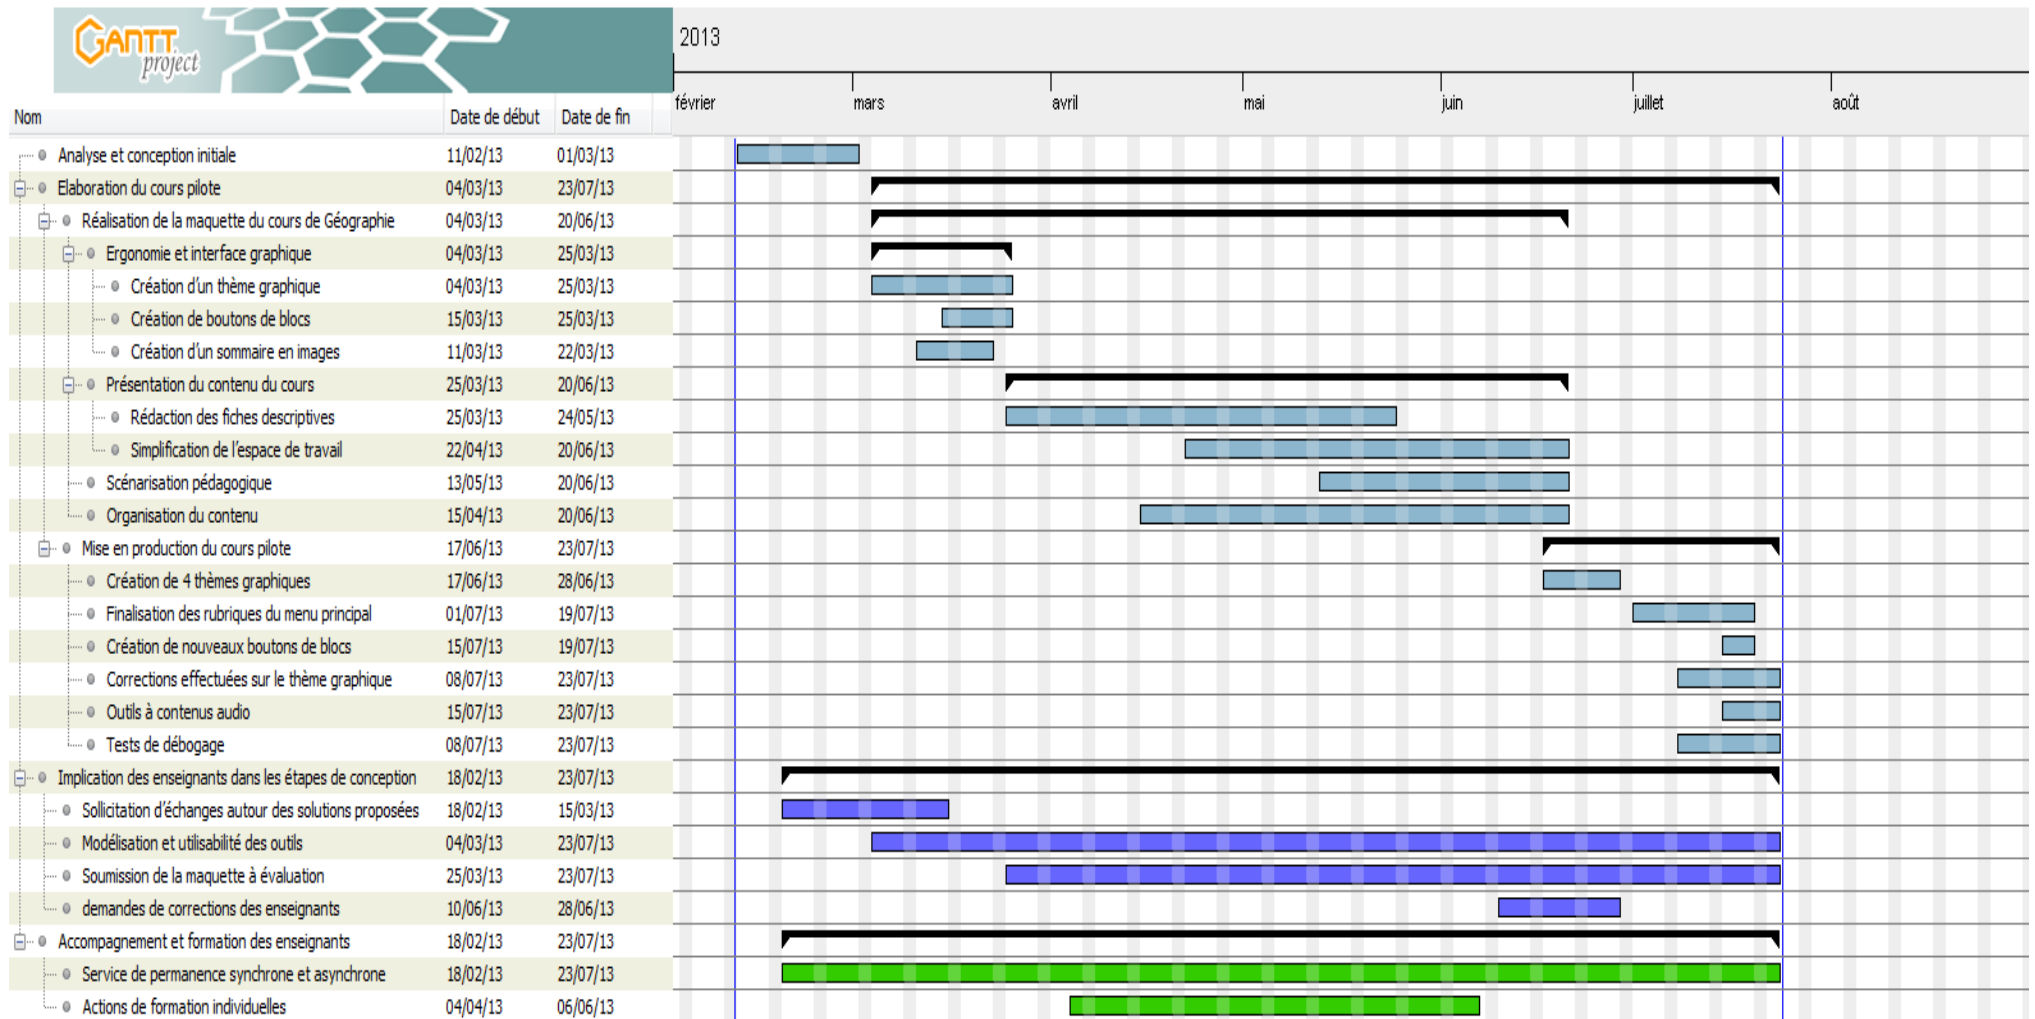 GANTT
project
2013
février mars avril mai juin juillet août
Nom Date de début Date de fin
Analyse et conception initiale 11/02/13 01/03/13
Elaboration du cours pilote 04/03/13 23/07/13
Réalisation de la maquette du cours de Géographie 04/03/13 20/06/13
Ergonomie et interface graphique 04/03/13 25/03/13
Création d'un thème graphique 04/03/13 25/03/13
Création de boutons de blocs 15/03/13 25/03/13
Création d'un sommaire en images 11/03/13 22/03/13
Présentation du contenu du cours 25/03/13 20/06/13
Rédaction des fiches descriptives 25/03/13 24/05/13
Simplification de l'espace de travail 22/04/13 20/06/13
Scénarisation pédagogique 13/05/13 20/06/13
Organisation du contenu 15/04/13 20/06/13
Mise en production du cours pilote 17/06/13 23/07/13
Création de 4 thèmes graphiques 17/06/13 28/06/13
Finalisation des rubriques du menu principal 01/07/13 19/07/13
Création de nouveaux boutons de blocs 15/07/13 19/07/13
Corrections effectuées sur le thème graphique 08/07/13 23/07/13
Outils à contenus audio 15/07/13 23/07/13
Tests de débogage 08/07/13 23/07/13
Implication des enseignants dans les étapes de conception 18/02/13 23/07/13
Sollicitation d'échanges autour des solutions proposées 18/02/13 15/03/13
Modélisation et utilisabilité des outils 04/03/13 23/07/13
Soumission de la maquette à évaluation 25/03/13 23/07/13
demandes de corrections des enseignants 10/06/13 28/06/13
Accompagnement et formation des enseignants 18/02/13 23/07/13
Service de permanence synchrone et asynchrone 18/02/13 23/07/13
Actions de formation individuelles 04/04/13 06/06/13